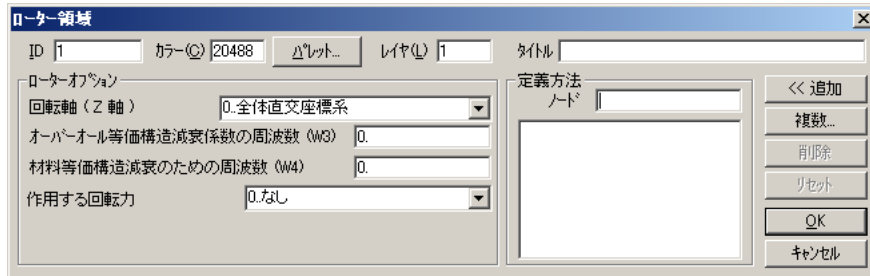 ローター領域
ID 1 カラー(C) 20488 パレット... レイヤ(L) 1 タイトル
ローターオプション
回転軸(Z 軸) 0..全体直交座標系
オーバーオール等価構造減衰係数の周波数 (W3) 0.
材料等価構造減衰のための周波数 (W4) 0.
作用する回転力 0..なし
定義方法
ノード
<< 追加
複数...
削除
リセット
OK
キャンセル